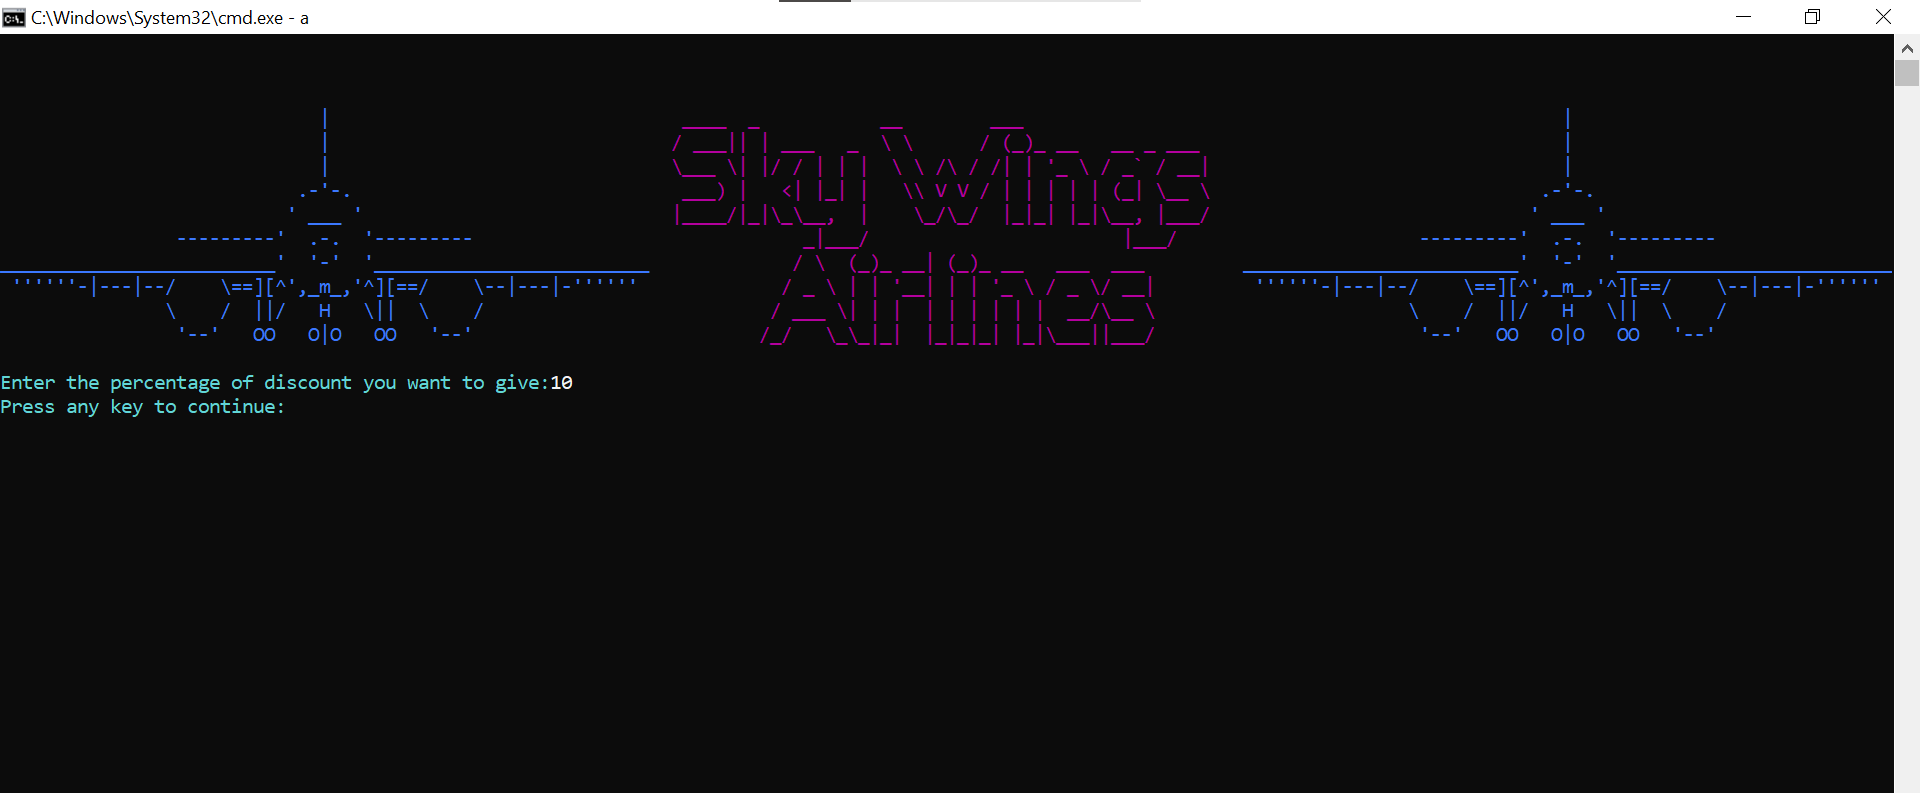 C:\Windows\System32\cmd.exe - a
Sky Wings
Airlines
Enter the percentage of discount you want to give:10
Press any key to continue: